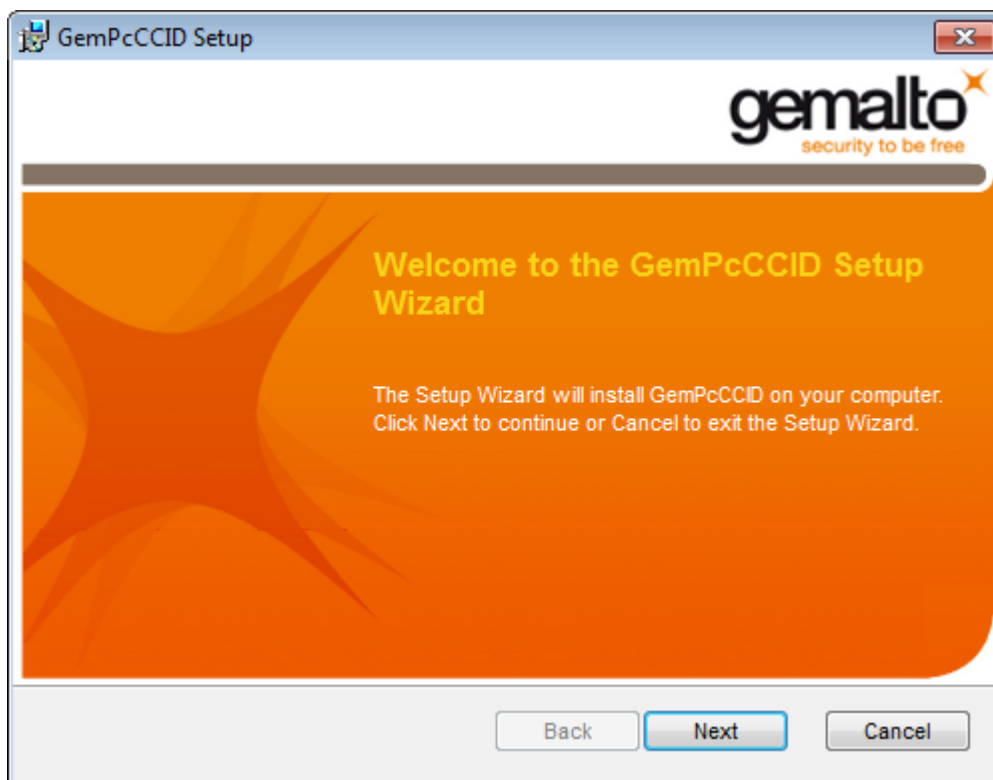 GemPcCCID Setup
gemalto
security to be free
Welcome to the GemPcCCID Setup
Wizard
The Setup Wizard will install GemPcCCID on your computer.
Click Next to continue or Cancel to exit the Setup Wizard.
Back
Next
Cancel